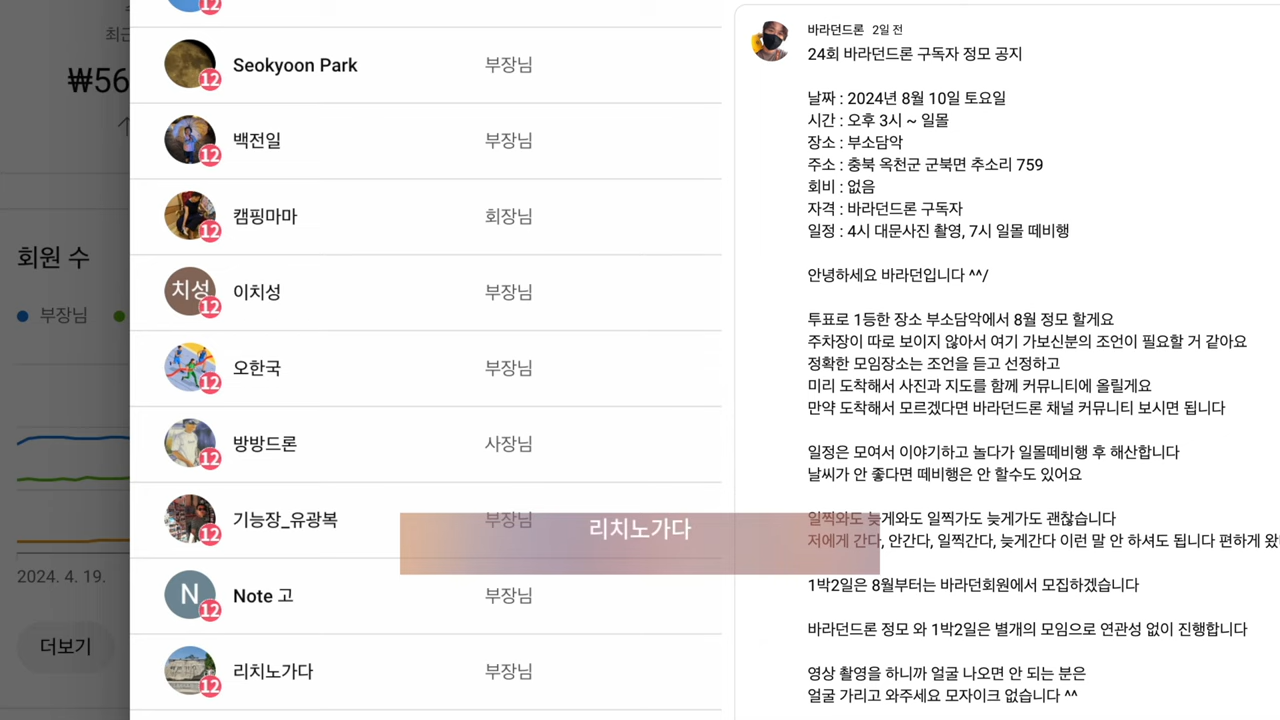 최근
₩56
회원 수
부장님
2024. 4. 19.
더보기
12
Seokyoon Park 부장님
12
백전일 부장님
12
캠핑마마 회장님
12
치성 이치성 부장님
12
오한국 부장님
12
방방드론 사장님
12
기능장_유광복 부장님
12
N Note 고 부장님
12
리치노가다 부장님
12
리치노가다
바라던드론 2일 전
24회 바라던드론 구독자 정모 공지
날짜 : 2024년 8월 10일 토요일
시간 : 오후 3시 ~ 일몰
장소 : 부소담악
주소 : 충북 옥천군 군북면 추소리 759
회비 : 없음
자격 : 바라던드론 구독자
일정 : 4시 대문사진 촬영, 7시 일몰 떼비행
안녕하세요 바라던입니다 ^^/
투표로 1등한 장소 부소담악에서 8월 정모 할게요
주차장이 따로 보이지 않아서 여기 가보신분의 조언이 필요할 거 같아요
정확한 모임장소는 조언을 듣고 선정하고
미리 도착해서 사진과 지도를 함께 커뮤니티에 올릴게요
만약 도착해서 모르겠다면 바라던드론 채널 커뮤니티 보시면 됩니다
일정은 모여서 이야기하고 놀다가 일몰떼비행 후 해산합니다
날씨가 안 좋다면 떼비행은 안 할수도 있어요
일찍와도 늦게와도 일찍가도 늦게가도 괜찮습니다
저에게 간다, 안간다, 일찍간다, 늦게간다 이런 말 안 하셔도 됩니다 편하게 왔
1박2일은 8월부터는 바라던회원에서 모집하겠습니다
바라던드론 정모 와 1박2일은 별개의 모임으로 연관성 없이 진행합니다
영상 촬영을 하니까 얼굴 나오면 안 되는 분은
얼굴 가리고 와주세요 모자이크 없습니다 ^^